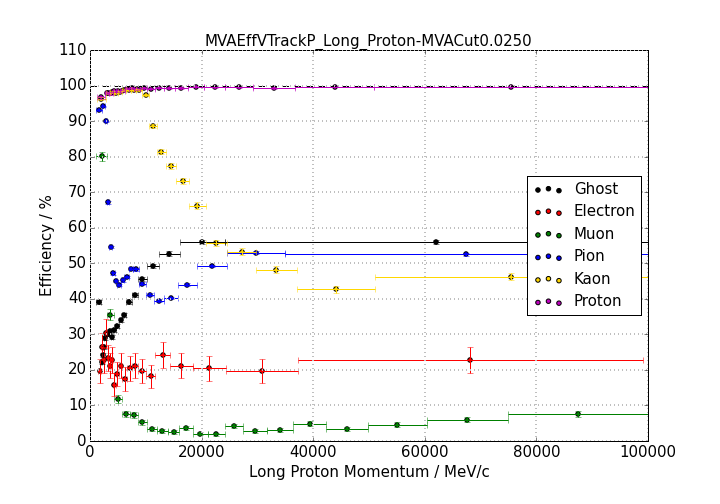 MVAEffVTrackP_Long_Proton-MVACut0.0250
110
100
90
80
70
60
50
40
30
20
10
0
Efficiency / %
Ghost
Electron
Muon
Pion
Kaon
Proton
0 20000 40000 60000 80000 100000
Long Proton Momentum / MeV/c